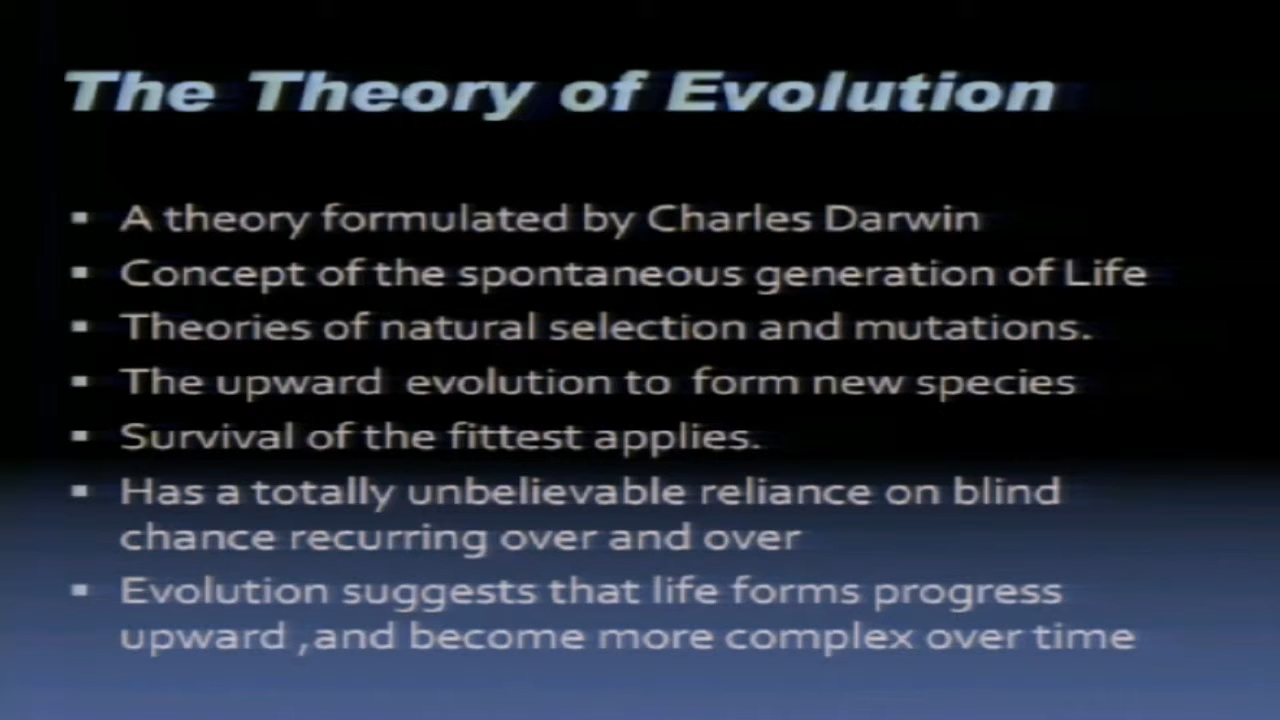 The Theory of Evolution
▪ A theory formulated by Charles Darwin
▪ Concept of the spontaneous generation of Life
▪ Theories of natural selection and mutations.
▪ The upward evolution to form new species
▪ Survival of the fittest applies.
▪ Has a totally unbelievable reliance on blind
chance recurring over and over
▪ Evolution suggests that life forms progress
upward ,and become more complex over time